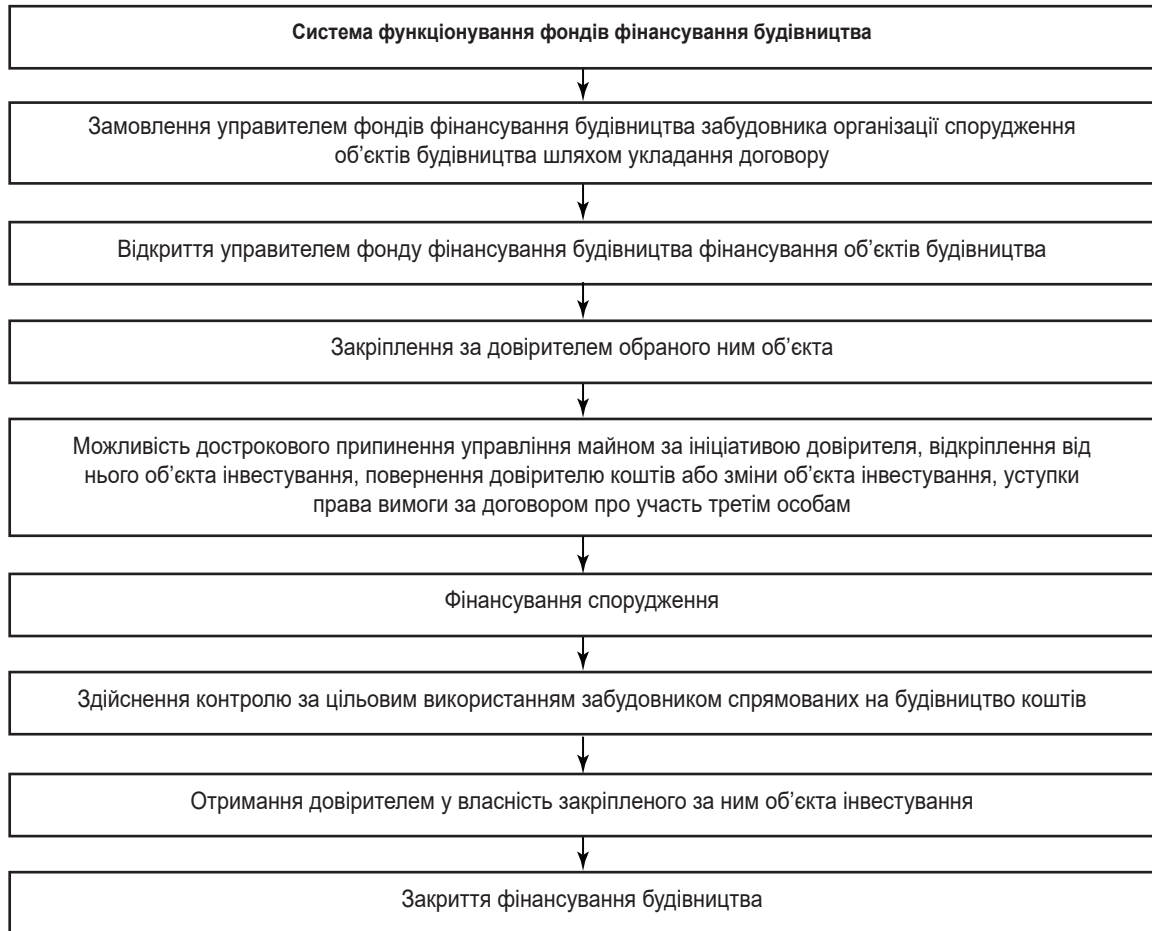 Система функціонування фондів фінансування будівництва
Замовлення управителем фондів фінансування будівництва забудовника організації спорудження
об’єктів будівництва шляхом укладання договору
Відкриття управителем фонду фінансування будівництва фінансування об’єктів будівництва
Закріплення за довірителем обраного ним об’єкта
Можливість дострокового припинення управління майном за ініціативою довірителя, відкріплення від
нього об’єкта інвестування, повернення довірителю коштів або зміни об’єкта інвестування, уступки
права вимоги за договором про участь третім особам
Фінансування спорудження
Здійснення контролю за цільовим використанням забудовником спрямованих на будівництво коштів
Отримання довірителем у власність закріпленого за ним об’єкта інвестування
Закриття фінансування будівництва